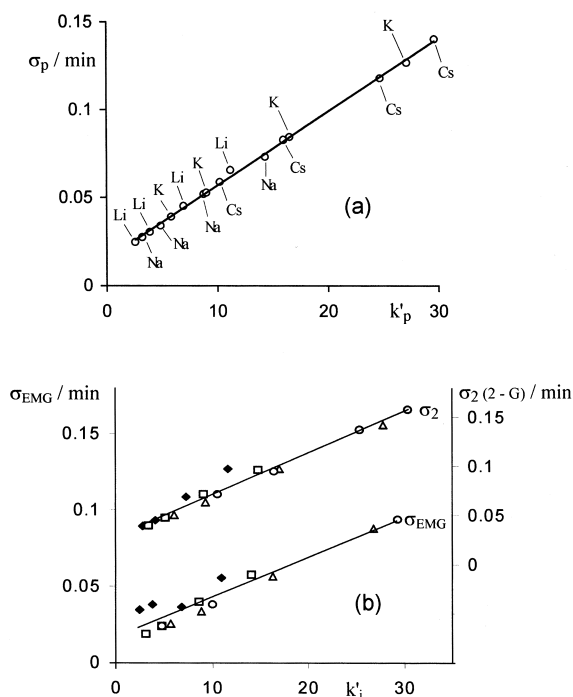 0.15
σp / min
K
Cs
0.1
K
Cs
Li
K
Cs
Li
Na
0.05
Li
K
Cs
Li
Na
Na
Na
(a)
0
0 10 20 30
k'p
σEMG / min
σ2 (2 - G) / min
0.15
σ2
0.15
0.1
0.1
σEMG
0.05
0.05
0
(b)
0
0 10 20 30
k'i